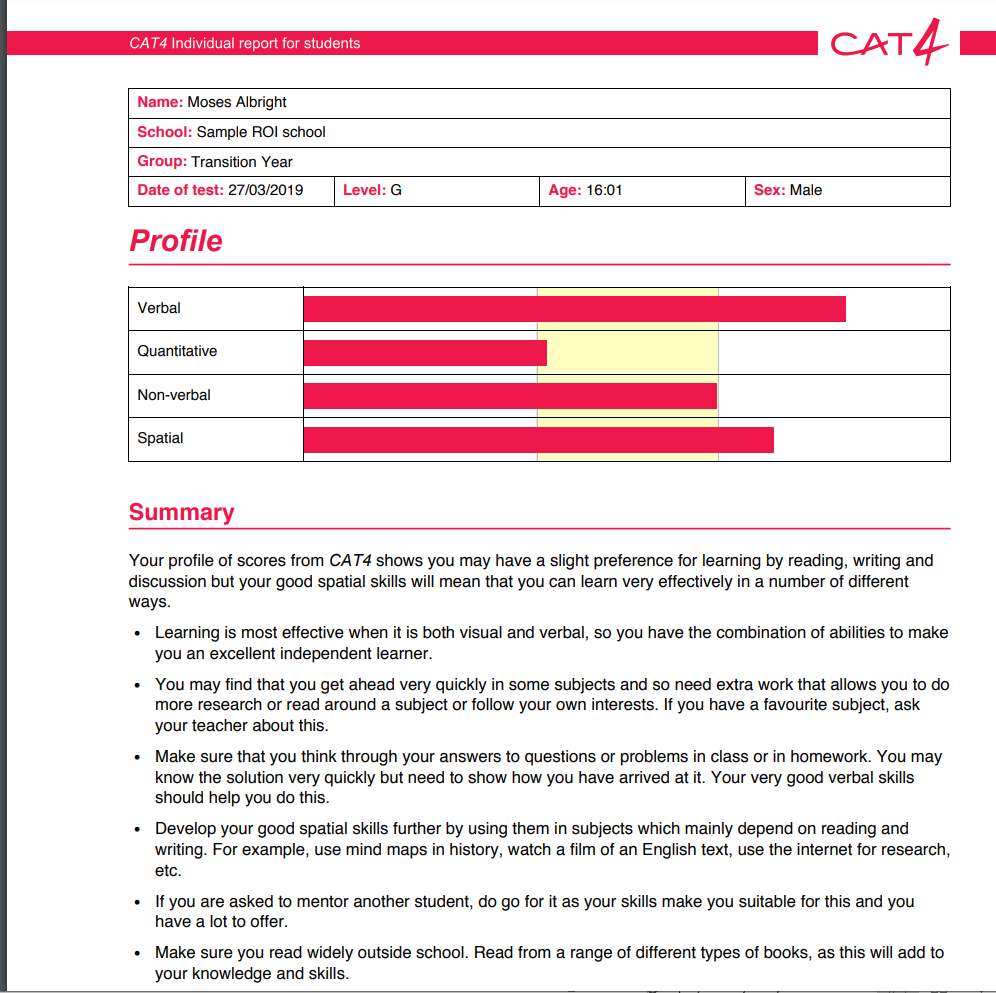 CAT4 Individual report for students
CAT4
Name: Moses Albright
School: Sample ROI school
Group: Transition Year
Date of test: 27/03/2019 Level: G Age: 16:01 Sex: Male
Profile
Verbal
Quantitative
Non-verbal
Spatial
Summary
Your profile of scores from CAT4 shows you may have a slight preference for learning by reading, writing and
discussion but your good spatial skills will mean that you can learn very effectively in a number of different
ways.
• Learning is most effective when it is both visual and verbal, so you have the combination of abilities to make
you an excellent independent learner.
• You may find that you get ahead very quickly in some subjects and so need extra work that allows you to do
more research or read around a subject or follow your own interests. If you have a favourite subject, ask
your teacher about this.
• Make sure that you think through your answers to questions or problems in class or in homework. You may
know the solution very quickly but need to show how you have arrived at it. Your very good verbal skills
should help you do this.
• Develop your good spatial skills further by using them in subjects which mainly depend on reading and
writing. For example, use mind maps in history, watch a film of an English text, use the internet for research,
etc.
• If you are asked to mentor another student, do go for it as your skills make you suitable for this and you
have a lot to offer.
• Make sure you read widely outside school. Read from a range of different types of books, as this will add to
your knowledge and skills.